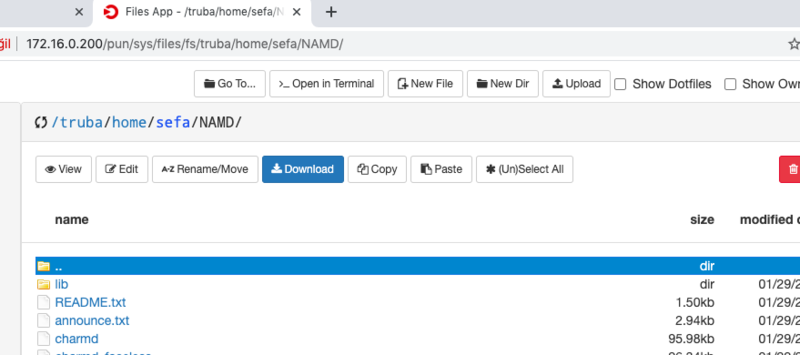 Files App - /truba/home/sefa/N
ğil 172.16.0.200/pun/sys/files/fs/truba/home/sefa/NAMD/
Go To... >_ Open in Terminal New File New Dir Upload Show Dotfiles Show Own
/truba/home/sefa/NAMD/
View Edit A-Z Rename/Move Download Copy Paste (Un)Select All
name size modified d
.. dir
lib dir 01/29/2
README.txt 1.50kb 01/29/2
announce.txt 2.94kb 01/29/2
charmd 95.98kb 01/29/2